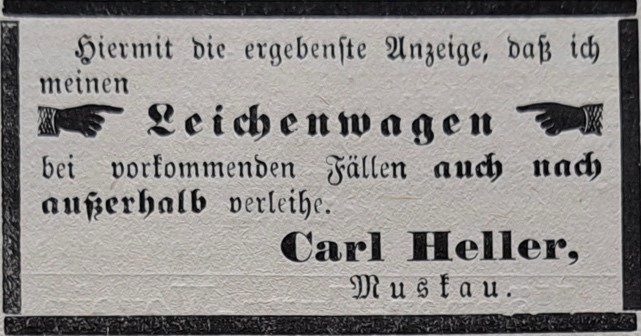 Hiermit die ergebenſte Anzeige, daß ich
meinen
Leichenwagen
bei vorkommenden Fällen auch nach
außerhalb verleihe.
Carl Heller,
Muskau.